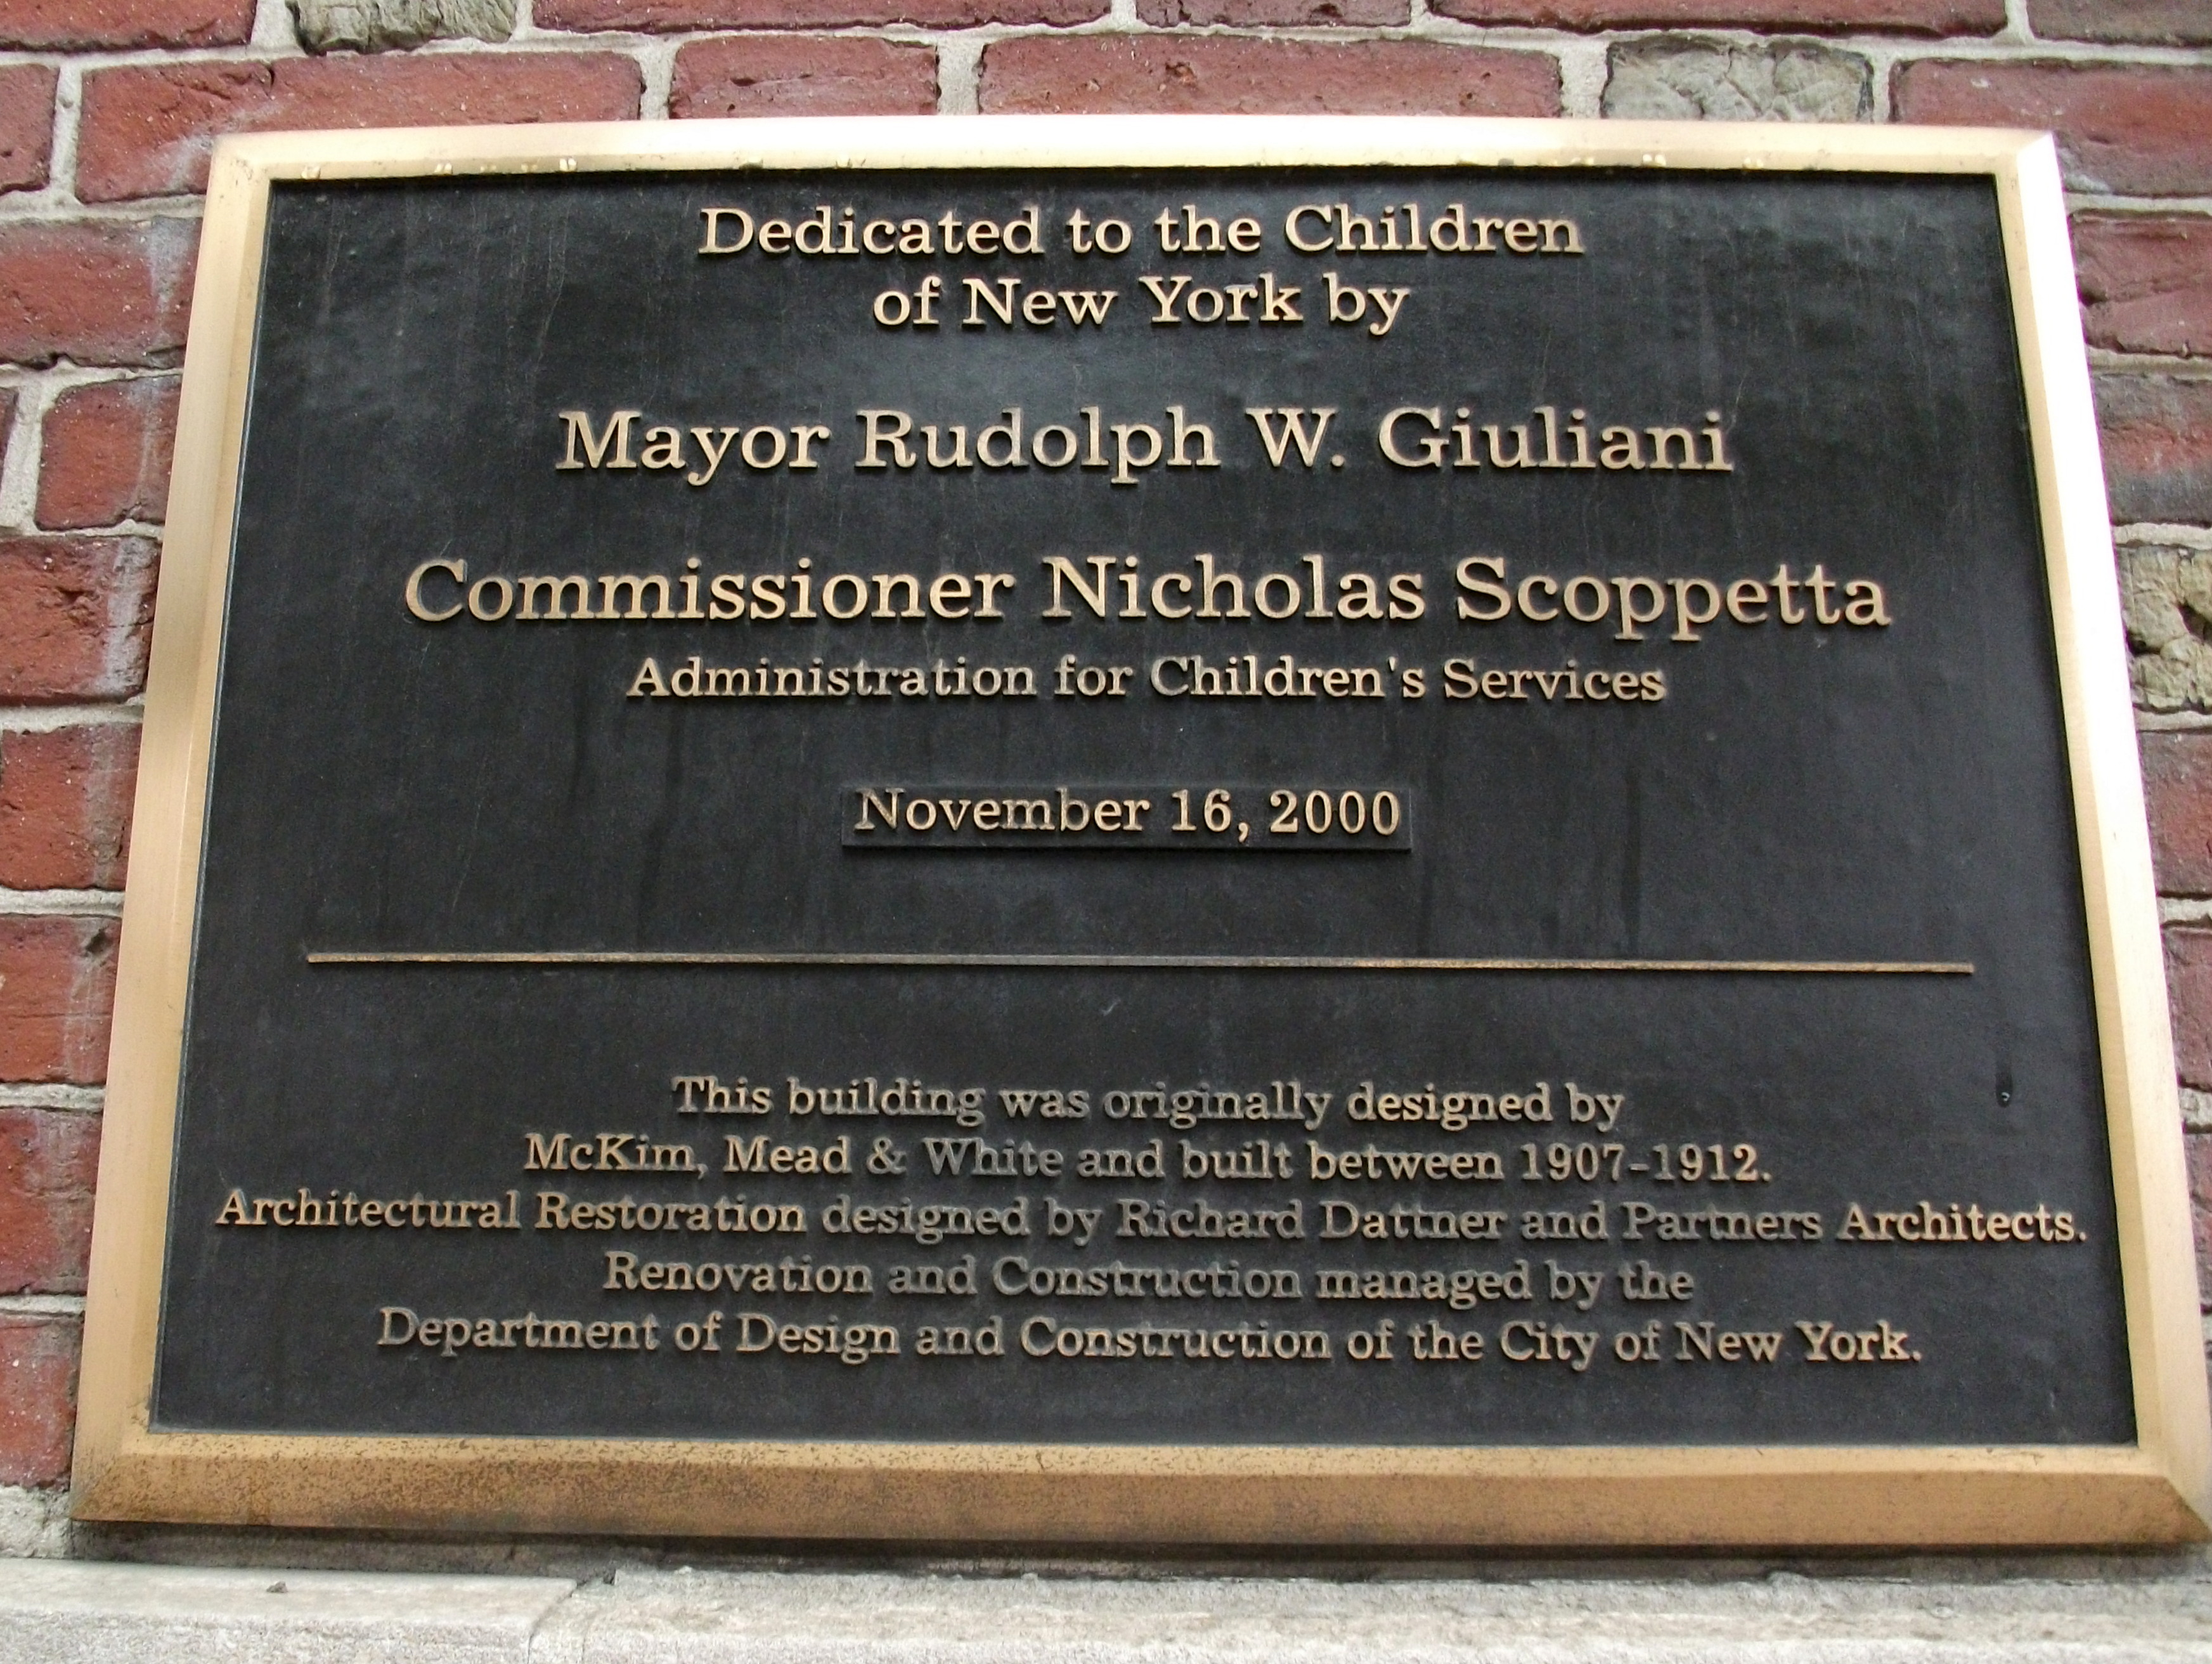 Dedicated to the Children
of New York by
Mayor Rudolph W. Giuliani
Commissioner Nicholas Scoppetta
Administration for Children's Services
November 16, 2000
This building was originally designed by
McKim, Mead & White and built between 1907-1912.
Architectural Restoration designed by Richard Dattner and Partners Architects.
Renovation and Construction managed by the
Department of Design and Construction of the City of New York.